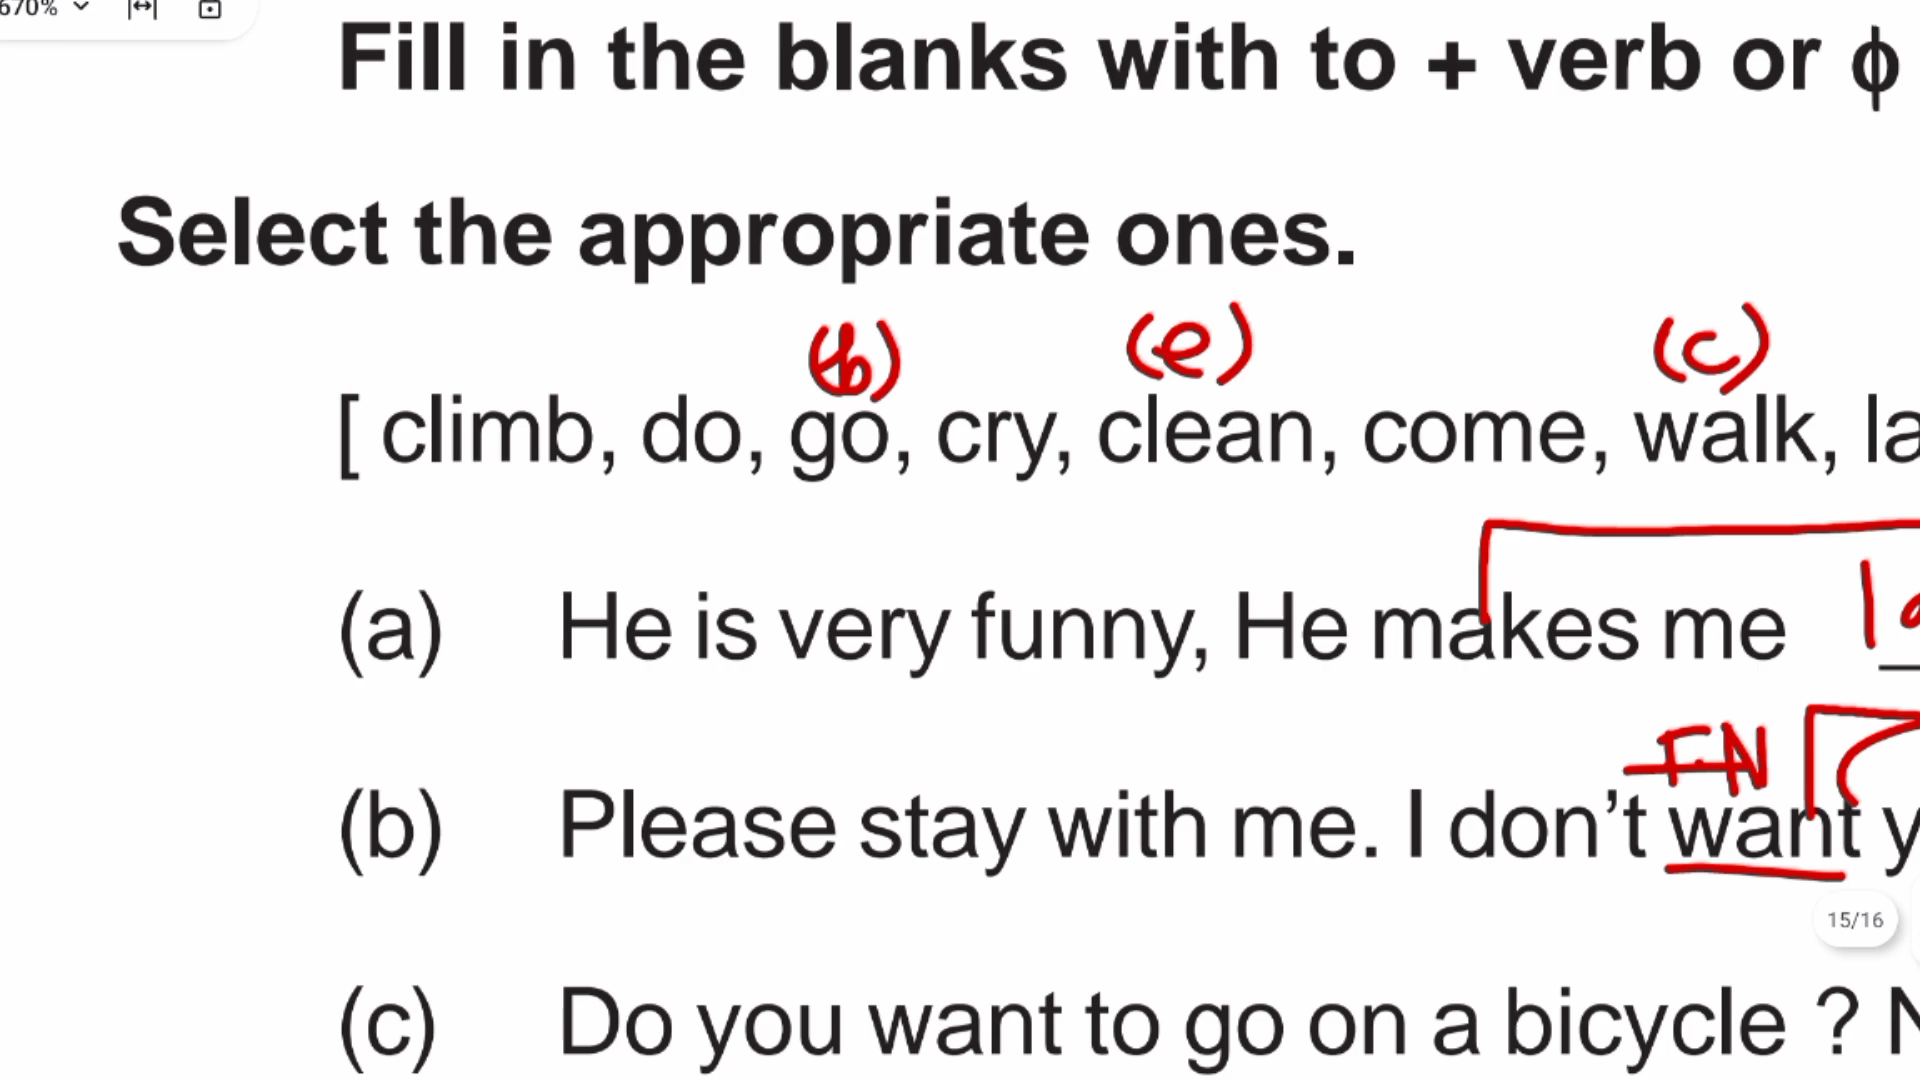 670%
Fill in the blanks with to + verb or ϕ
Select the appropriate ones.
(b) (e) (c)
[ climb, do, go, cry, clean, come, walk, la
(a) He is very funny, He makes me la
IN
(b) Please stay with me. I don’t want y
15/16
(c) Do you want to go on a bicycle ? N